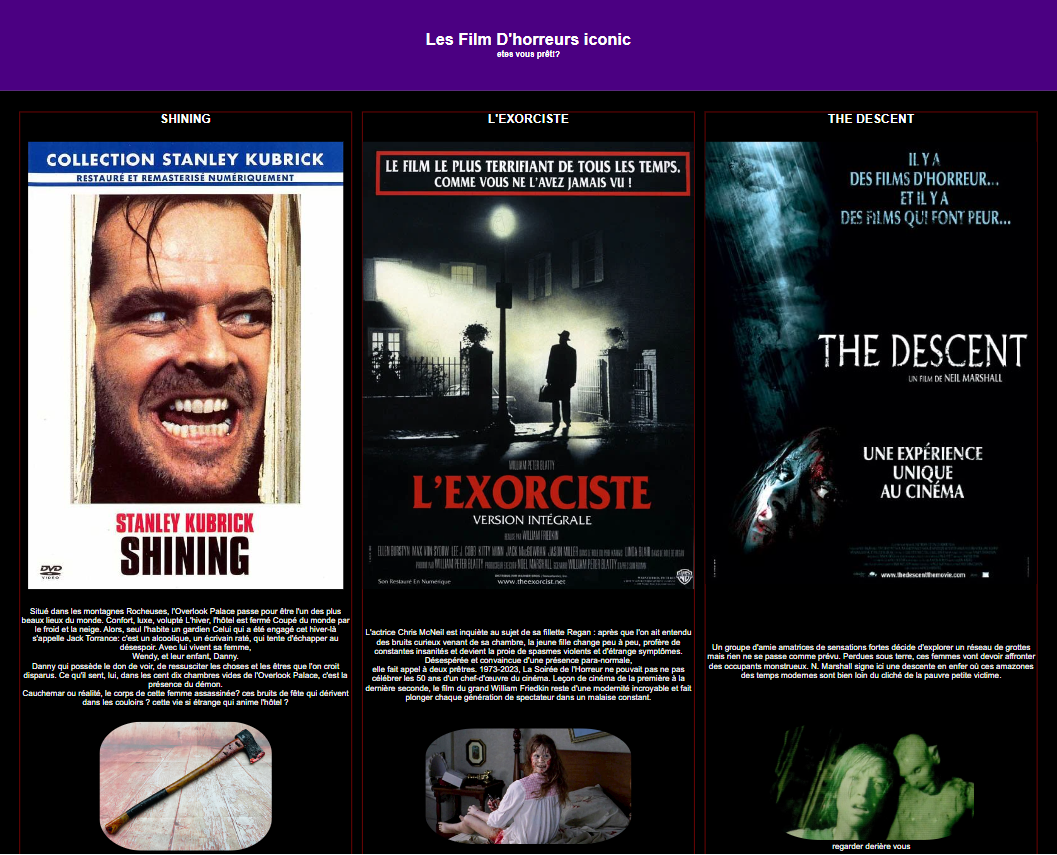 Les Film D'horreurs iconic
etes vous prêt!?
SHINING
COLLECTION STANLEY KUBRICK
RESTAURÉ ET REMASTERISÉ NUMÉRIQUEMENT
STANLEY KUBRICK
SHINING
DVD
VIDEO
Situé dans les montagnes Rocheuses, l'Overlook Palace passe pour être l'un des plus
beaux lieux du monde. Confort, luxe, volupté L'hiver, l'hôtel est fermé Coupé du monde par
le froid et la neige. Alors, seul l'habite un gardien Celui qui a été engagé cet hiver-là
s'appelle Jack Torrance: c'est un alcoolique, un écrivain raté, qui tente d'échapper au
désespoir. Avec lui vivent sa femme,
Wendy, et leur enfant, Danny.
Danny qui possède le don de voir, de ressusciter les choses et les êtres que l'on croit
disparus. Ce qu'il sent, lui, dans les cent dix chambres vides de l'Overlook Palace, c'est la
présence du démon.
Cauchemar ou réalité, le corps de cette femme assassinée? ces bruits de fête qui dérivent
dans les couloirs ? cette vie si étrange qui anime l'hôtel ?
L'EXORCISTE
LE FILM LE PLUS TERRIFIANT DE TOUS LES TEMPS.
COMME VOUS NE L'AVEZ JAMAIS VU !
WILLIAM PETER BLATTY
L'EXORCISTE
VERSION INTÉGRALE
RÉALISÉ PAR WILLIAM FRIEDKIN
Son Restauré En Numérique
www.theexorcist.net
L'actrice Chris McNeil est inquiète au sujet de sa fillette Regan : après que l'on ait entendu
des bruits curieux venant de sa chambre, la jeune fille change peu à peu, profère de
constantes insanités et devient la proie de spasmes violents et d'étrange symptômes.
Désespérée et convaincue d'une présence para-normale,
elle fait appel à deux prêtres. 1973-2023, La Soirée de l'Horreur ne pouvait pas ne pas
célébrer les 50 ans d'un chef-d'œuvre du cinéma. Leçon de cinéma de la première à la
dernière seconde, le film du grand William Friedkin reste d'une modernité incroyable et fait
plonger chaque génération de spectateur dans un malaise constant.
THE DESCENT
IL Y A
DES FILMS D'HORREUR...
ET IL Y A
DES FILMS QUI FONT PEUR...
THE DESCENT
UN FILM DE NEIL MARSHALL
UNE EXPÉRIENCE
UNIQUE
AU CINÉMA
www.thedescentthemovie.com
Un groupe d'amie amatrices de sensations fortes décide d'explorer un réseau de grottes
mais rien ne se passe comme prévu. Perdues sous terre, ces femmes vont devoir affronter
des occupants monstrueux. N. Marshall signe ici une descente en enfer où ces amazones
des temps modernes sont bien loin du cliché de la pauvre petite victime.
regarder derière vous